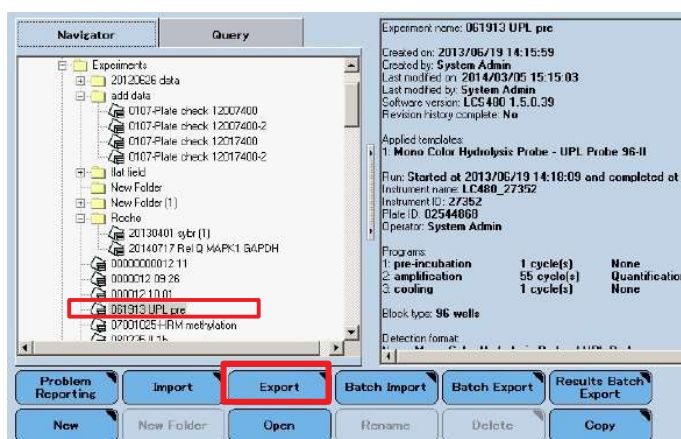 Navigator
Query
Experiments
20120626 data
add data
0107-Plate check 12007400
0107-Plate check 12007400-2
0107-Plate check 12017400
0107-Plate check 12017400-2
flat field
New Folder
New Folder (1)
Roche
20130401 sybr (1)
20140717 Rel Q MAPK1 GAPDH
0000000012 11
0000012 09 26
000012 10 01
061913 UPL pre
07001025-HRM methylation
Experiment name: 061913 UPL pre
Created on: 2013/06/19 14:15:59
Created by: System Admin
Last modified on: 2014/03/05 15:15:03
Last modified by: System Admin
Software version: LCS480 1.5.0.39
Revision history complete: No
Applied templates:
1: Mono Color Hydrolysis Probe - UPL Probe 96-II
Run: Started at 2013/06/19 14:18:09 and completed at
Instrument name: LC480_27352
Instrument ID: 27352
Plate ID: 02544868
Operator: System Admin
Programs:
1: pre-incubation 1 cycle(s) None
2: amplification 55 cycle(s) Quantificatio
3: cooling 1 cycle(s) None
Block type: 96 wells
Detection format:
Problem Reporting
Import
Export
Batch Import
Batch Export
Results Batch Export
New
New Folder
Open
Rename
Delete
Copy